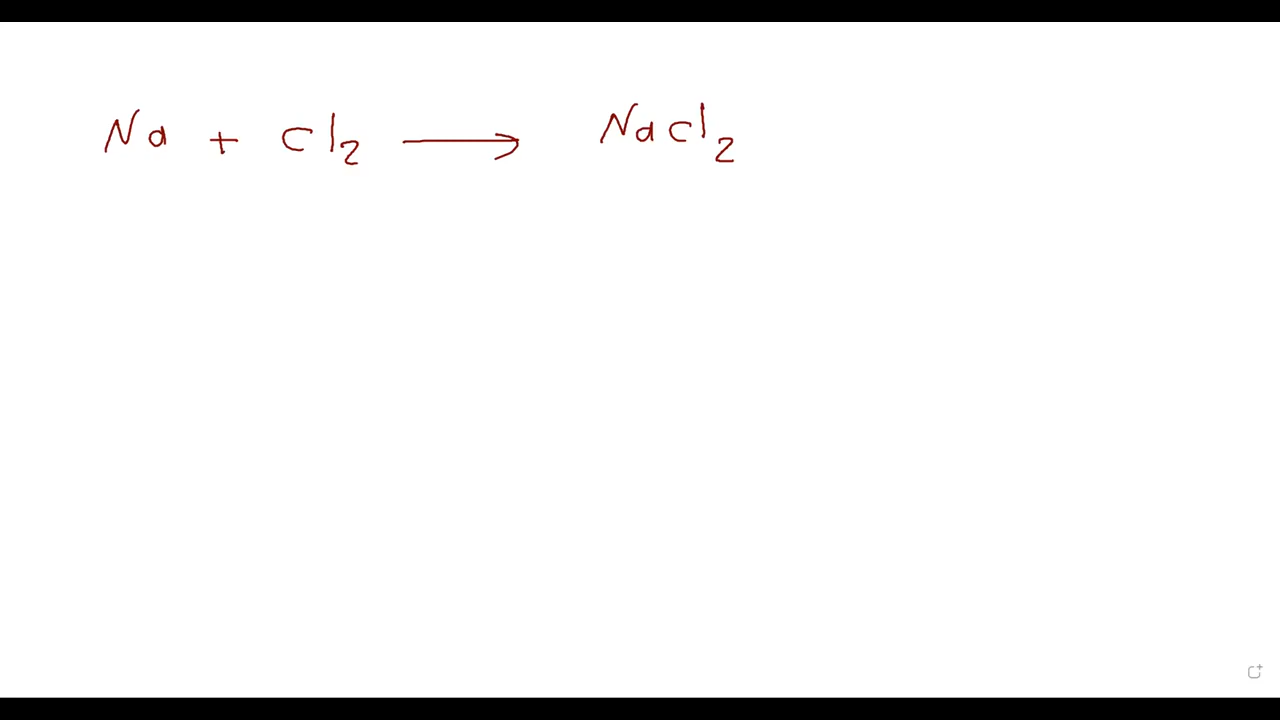 Na + Cl₂ ⟶ NaCl₂